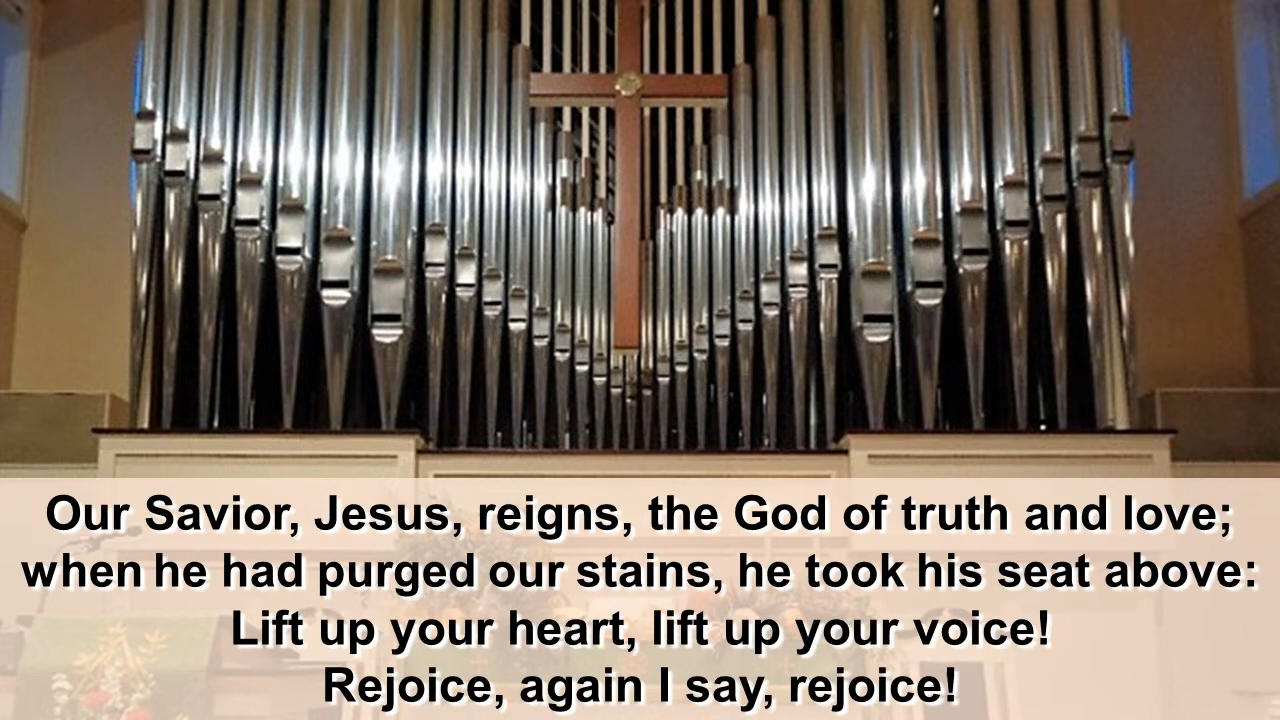 Our Savior, Jesus, reigns, the God of truth and love;
when he had purged our stains, he took his seat above:
Lift up your heart, lift up your voice!
Rejoice, again I say, rejoice!